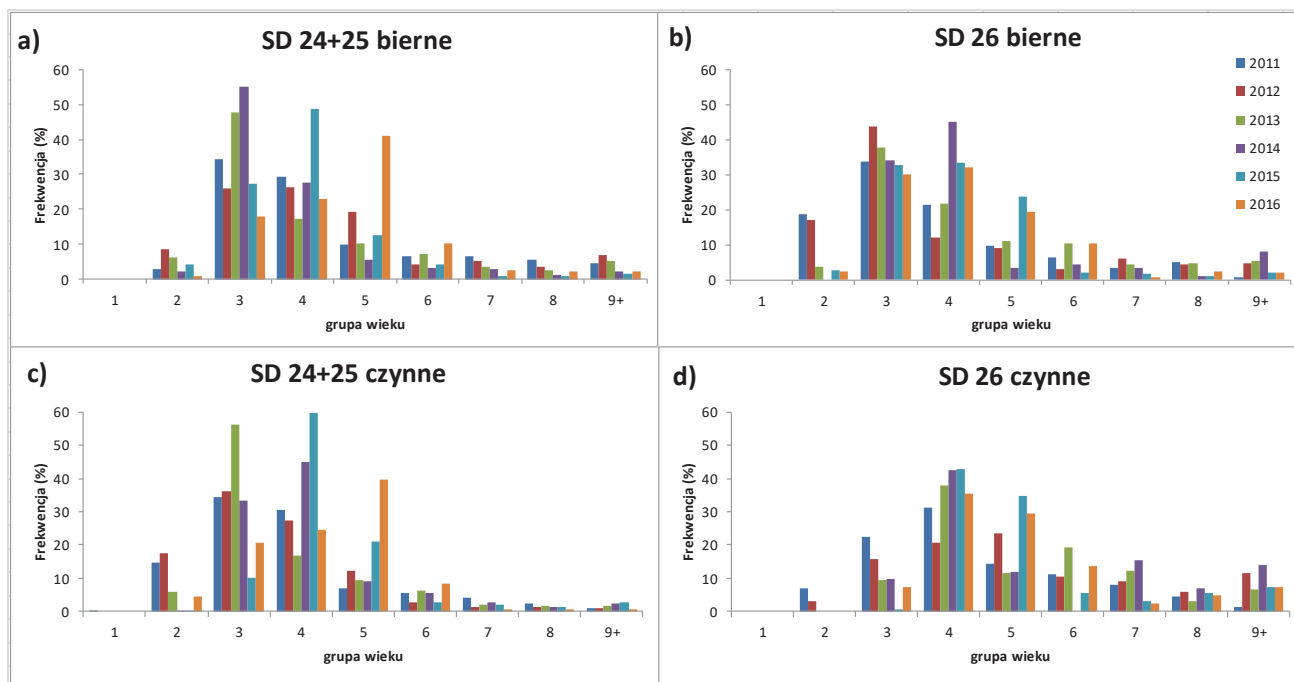 a)
SD 24+25 bierne
Frekwencja (%)
60
50
40
30
20
10
0
1 2 3 4 5 6 7 8 9+
grupa wieku
b)
SD 26 bierne
Frekwencja (%)
60
50
40
30
20
10
0
1 2 3 4 5 6 7 8 9+
grupa wieku
2011
2012
2013
2014
2015
2016
c)
SD 24+25 czynne
Frekwencja (%)
60
50
40
30
20
10
0
1 2 3 4 5 6 7 8 9+
grupa wieku
d)
SD 26 czynne
Frekwencja (%)
60
50
40
30
20
10
0
1 2 3 4 5 6 7 8 9+
grupa wieku